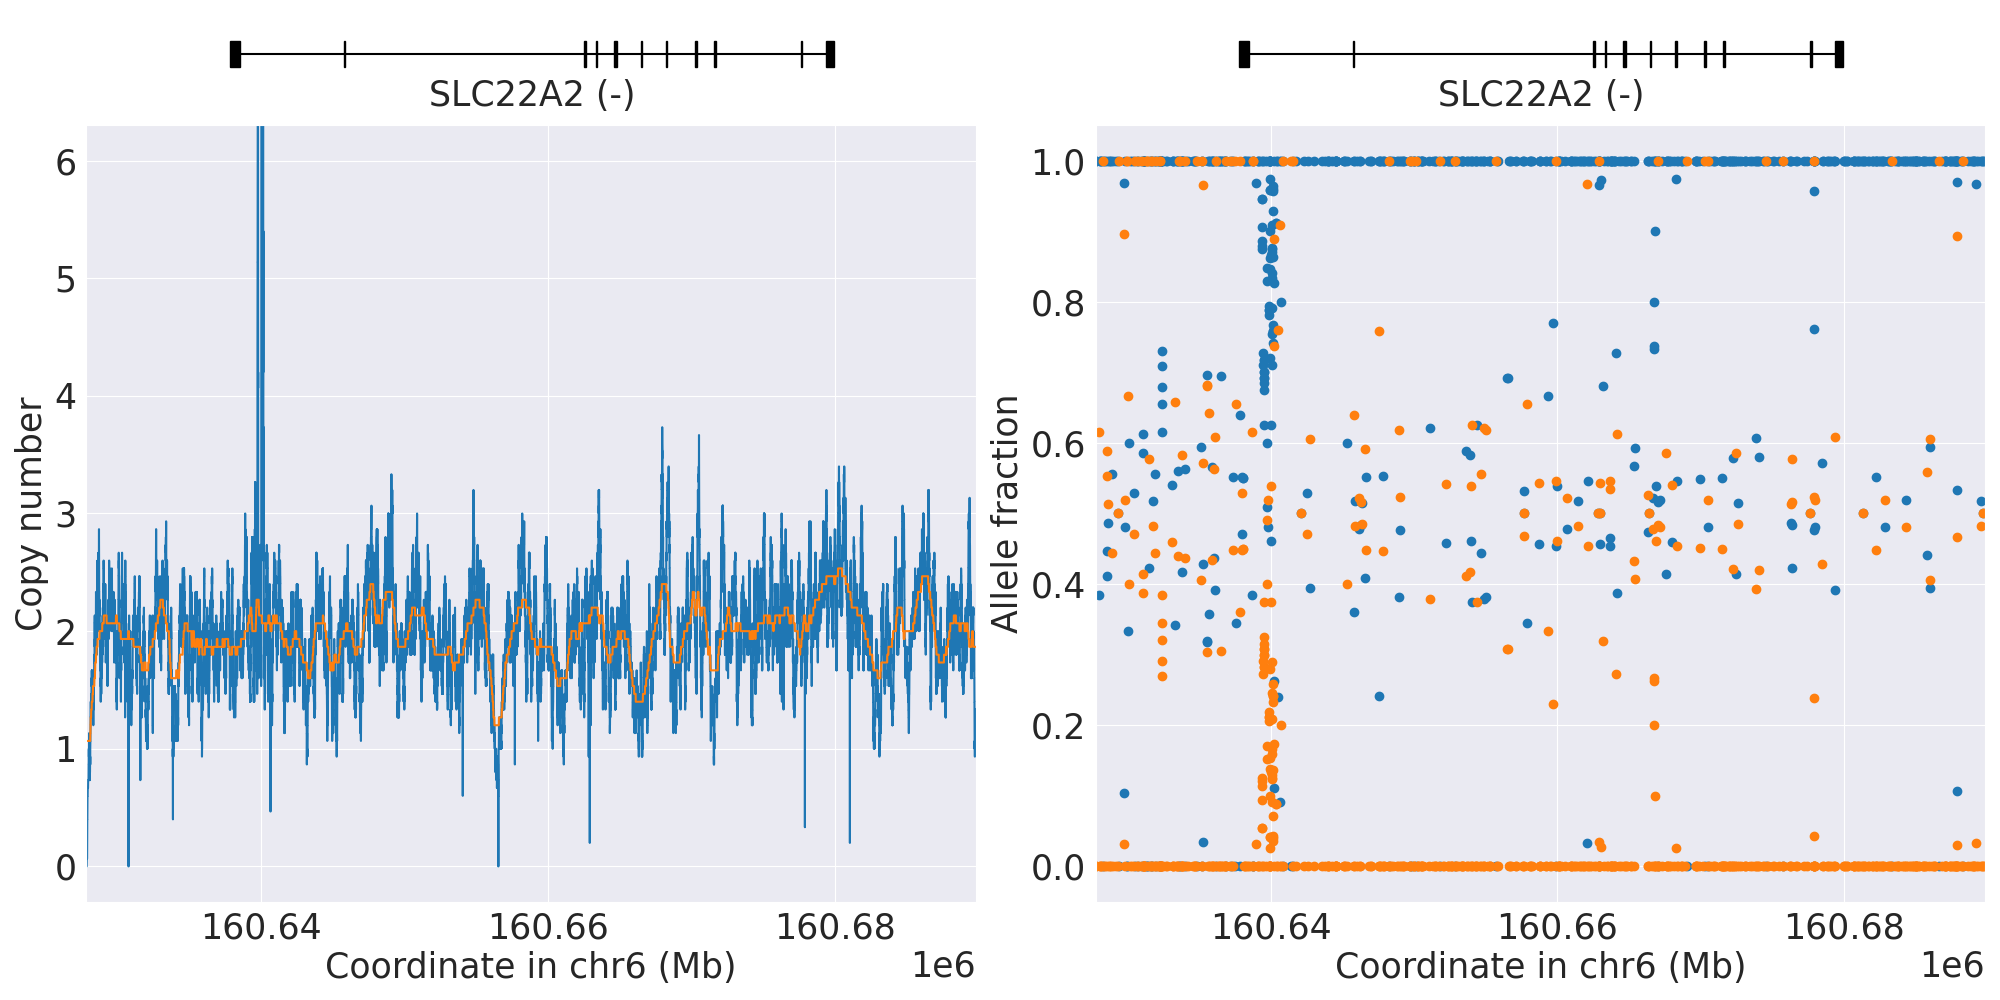 SLC22A2 (-)
Copy number
6
5
4
3
2
1
0
160.64
160.66
160.68
Coordinate in chr6 (Mb)
1e6
SLC22A2 (-)
Allele fraction
1.0
0.8
0.6
0.4
0.2
0.0
160.64
160.66
160.68
Coordinate in chr6 (Mb)
1e6